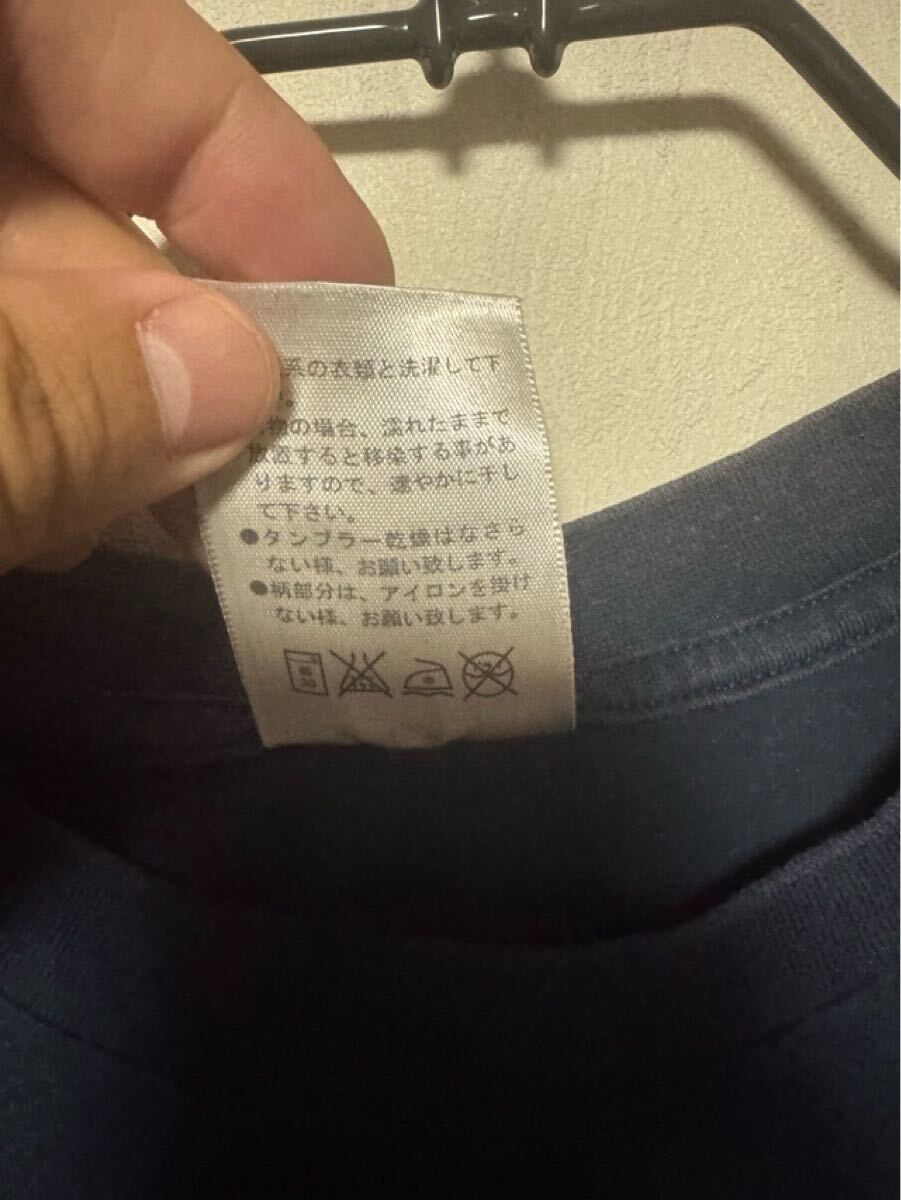 系の衣類と洗濯して下
い。
物の場合、濡れたままで
放置すると移染する事があ
りますので、速やかに干し
て下さい。
●タンブラー乾燥はなさら
ない様、お願い致します。
●柄部分は、アイロンを掛け
ない様、お願い致します。